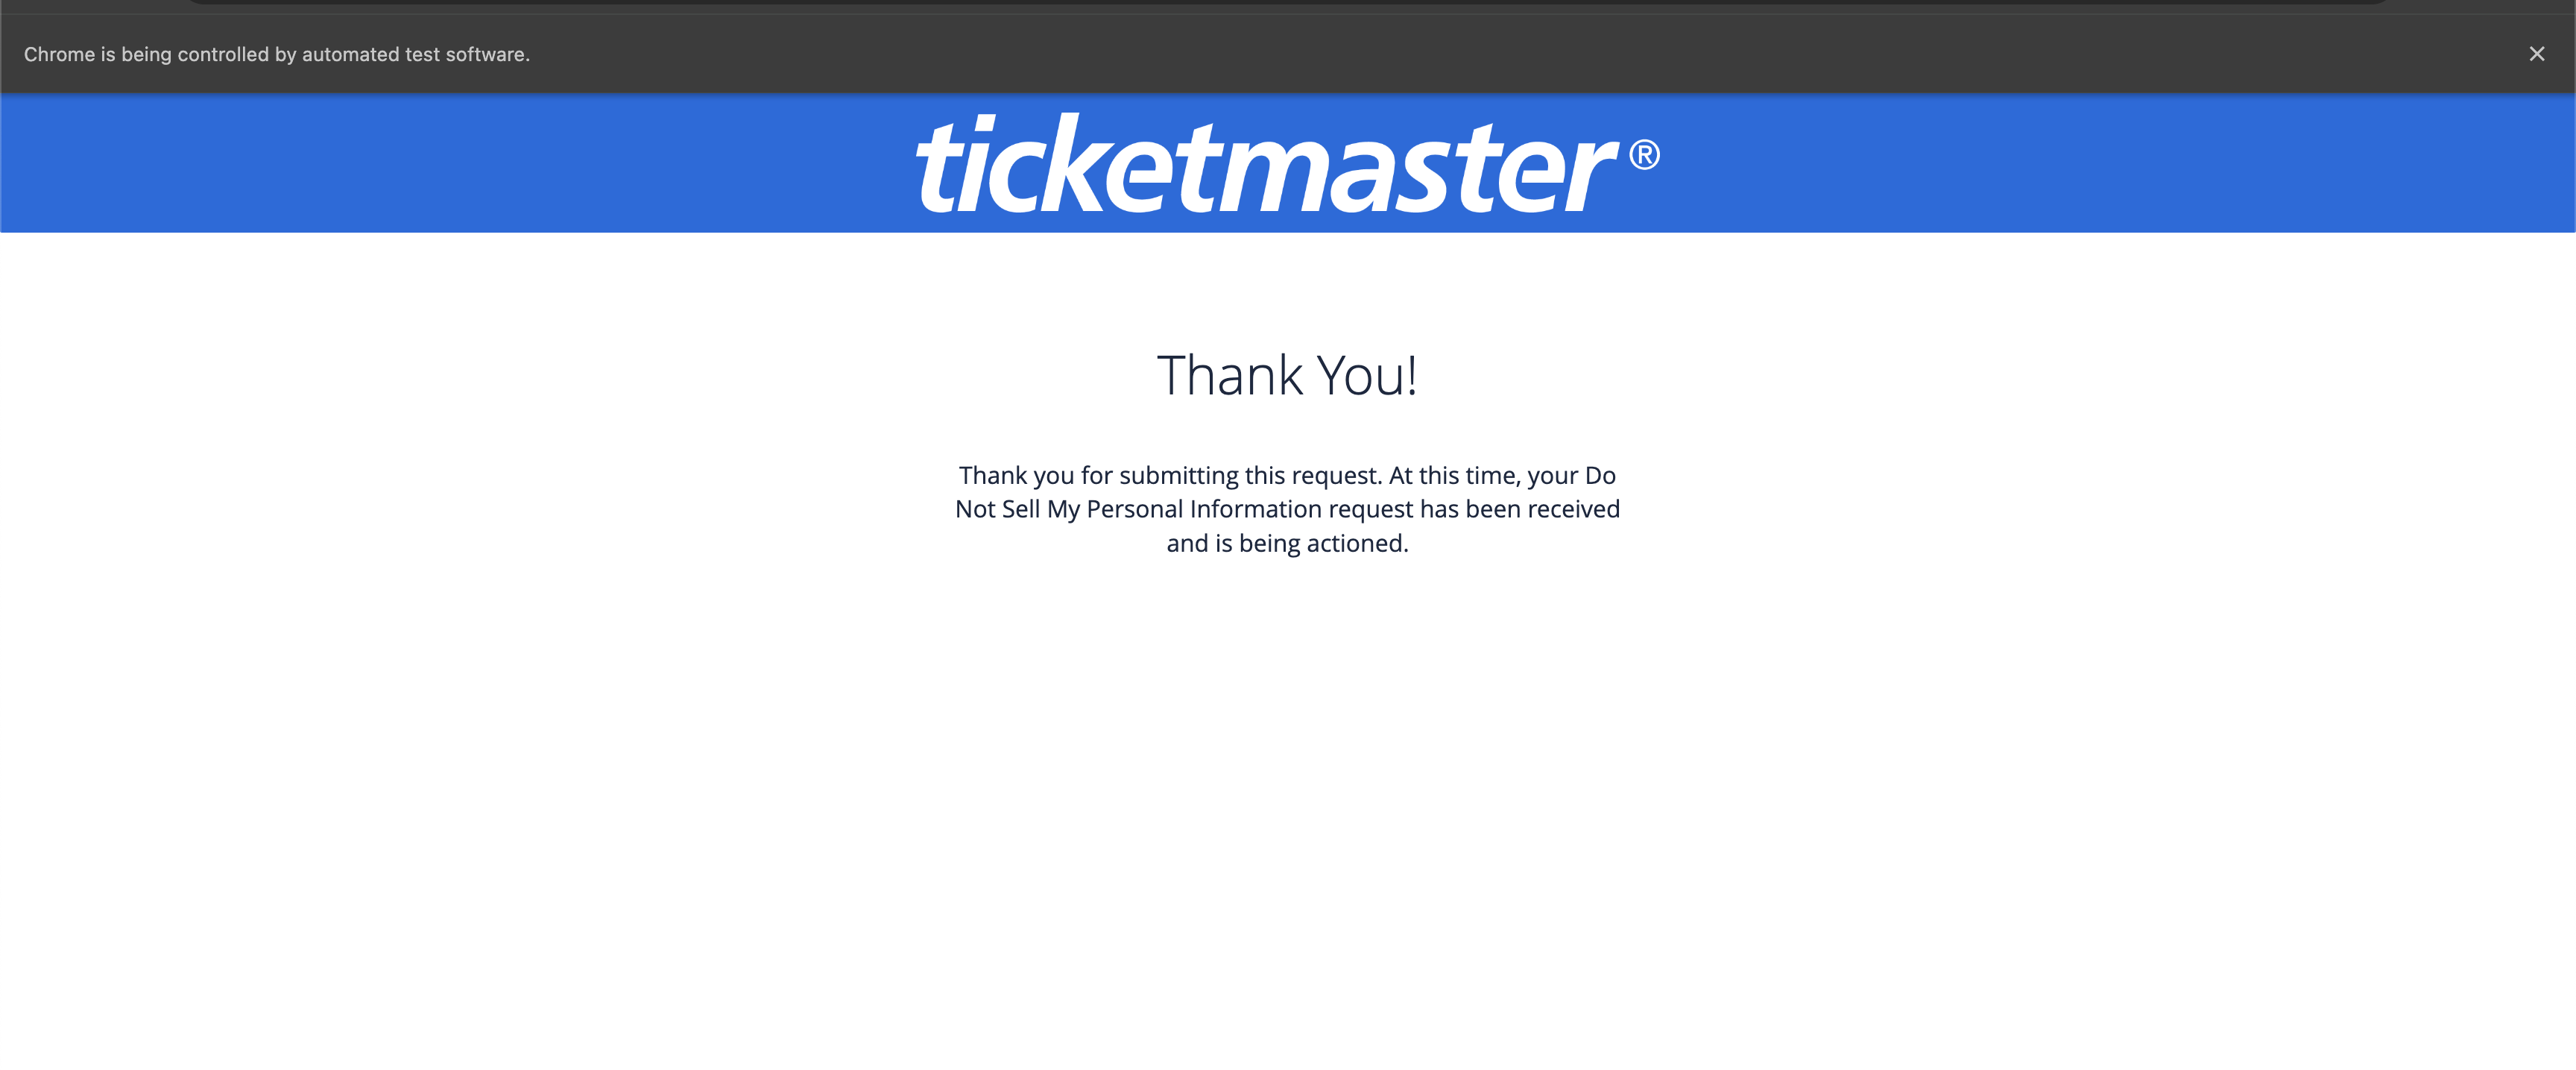 Chrome is being controlled by automated test software.
ticketmaster®
Thank You!
Thank you for submitting this request. At this time, your Do
Not Sell My Personal Information request has been received
and is being actioned.